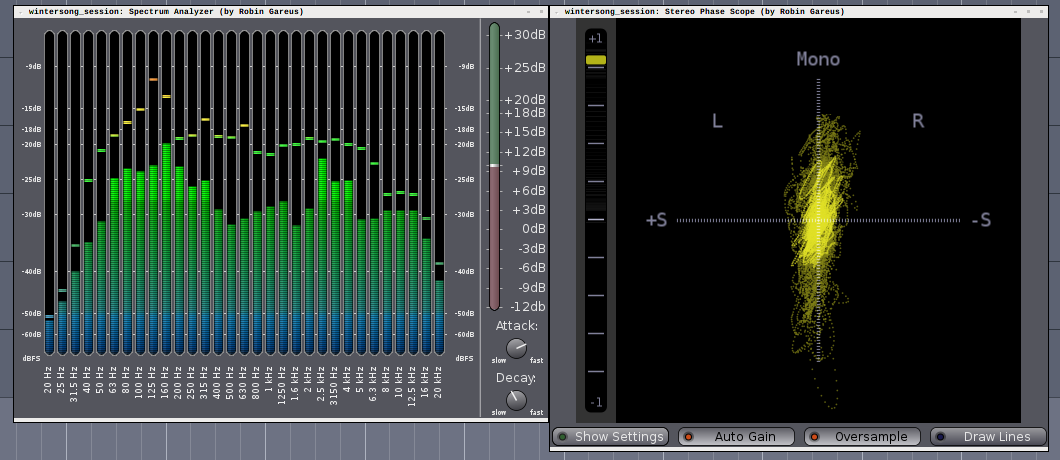 wintersong_session: Spectrum Analyzer (by Robin Gareus)
-9dB
-15dB
-18dB
-20dB
-25dB
-30dB
-40dB
-50dB
-60dB
dBFS
-9dB
-15dB
-18dB
-20dB
-25dB
-30dB
-40dB
-50dB
-60dB
dBFS
20 Hz
25 Hz
31.5 Hz
40 Hz
50 Hz
63 Hz
80 Hz
100 Hz
125 Hz
160 Hz
200 Hz
250 Hz
315 Hz
400 Hz
500 Hz
630 Hz
800 Hz
1 kHz
1250 Hz
1.6 kHz
2 kHz
2.5 kHz
3150 Hz
4 kHz
5 kHz
6.3 kHz
8 kHz
10 kHz
12.5 kHz
16 kHz
20 kHz
+30dB
+25dB
+20dB
+18dB
+15dB
+12dB
+9dB
+6dB
+3dB
0dB
-3dB
-6dB
-9dB
-12dB
Attack:
slow fast
Decay:
slow fast
wintersong_session: Stereo Phase Scope (by Robin Gareus)
+1
-1
Mono
L R
+S -S
Show Settings Auto Gain Oversample Draw Lines